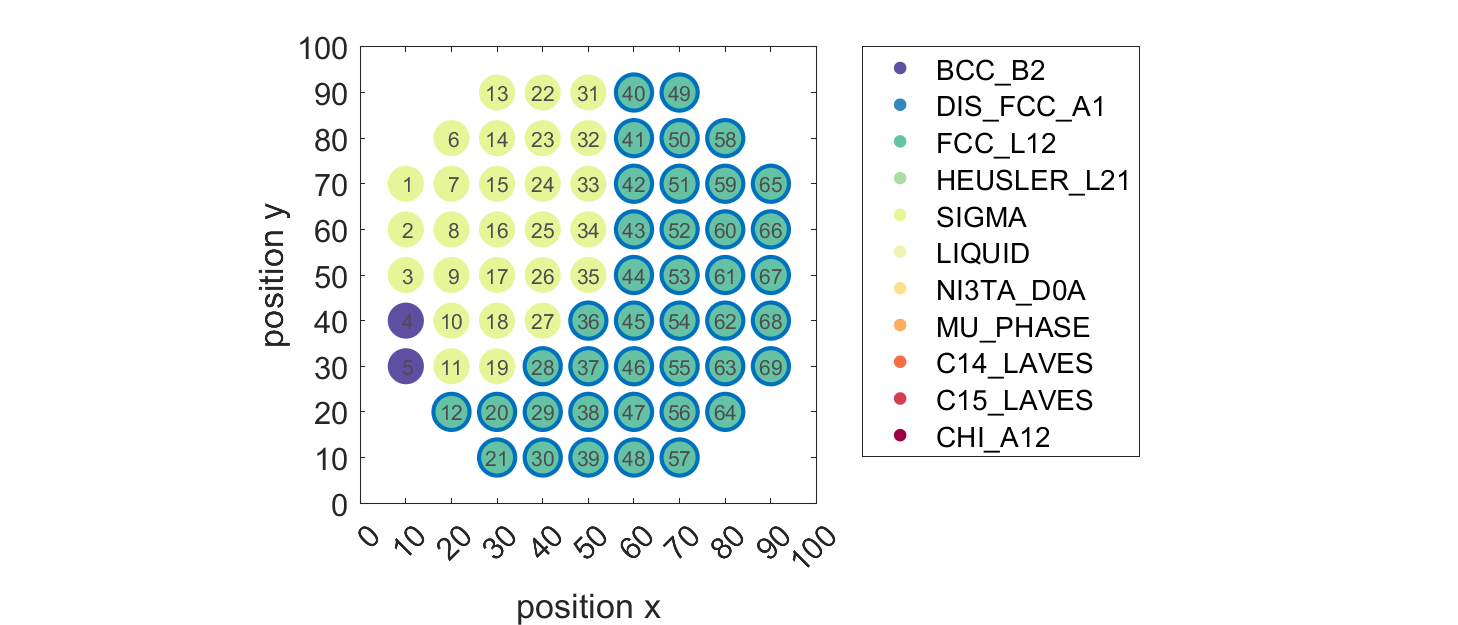 100
90
80
70
60
50
40
30
20
10
0
position y
13 22 31 40 49
6 14 23 32 41 50 58
1 7 15 24 33 42 51 59 65
2 8 16 25 34 43 52 60 66
3 9 17 26 35 44 53 61 67
4 10 18 27 36 45 54 62 68
5 11 19 28 37 46 55 63 69
12 20 29 38 47 56 64
21 30 39 48 57
0 10 20 30 40 50 60 70 80 90 100
position x
BCC_B2
DIS_FCC_A1
FCC_L12
HEUSLER_L21
SIGMA
LIQUID
NI3TA_D0A
MU_PHASE
C14_LAVES
C15_LAVES
CHI_A12